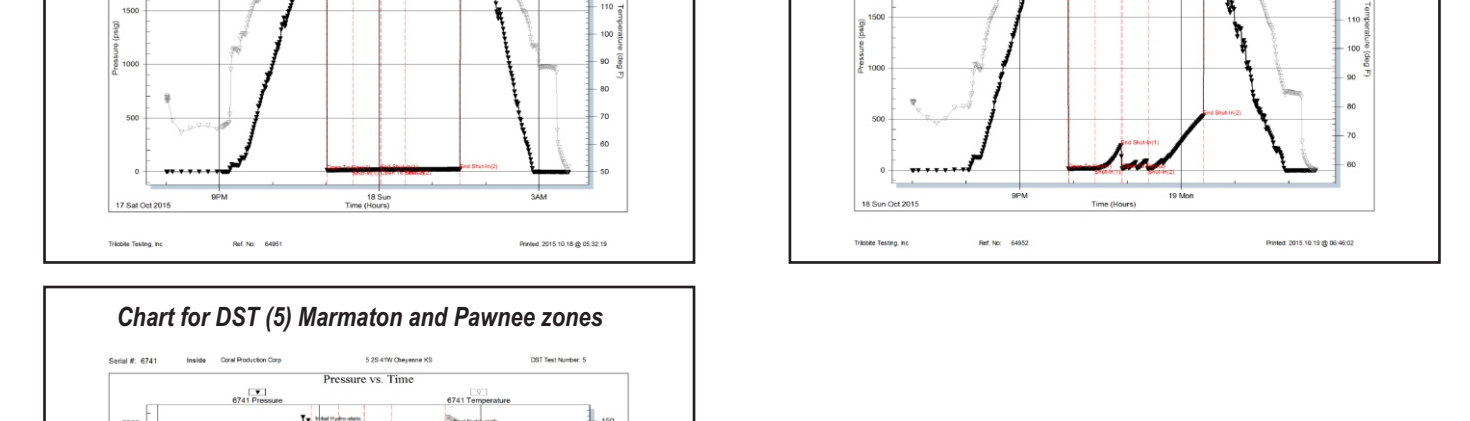 1500
1000
500
0
Pressure (psig)
110
100
90
80
70
60
50
Temperature (deg F)
End Shut-In(2)
9PM
18 Sun
3AM
17 Sat Oct 2015
Time (Hours)
Trilobite Testing, Inc
Ref. No: 64951
Printed: 2015.10.18 @ 05:32:19
1500
1000
500
0
Pressure (psig)
110
100
90
80
70
60
Temperature (deg F)
End Shut-In(2)
End Shut-In(1)
Shut-In(1)
Shut-In(2)
9PM
19 Mon
18 Sun Oct 2015
Time (Hours)
Trilobite Testing, Inc
Ref. No: 64952
Printed: 2015.10.19 @ 06:46:02
Chart for DST (5) Marmaton and Pawnee zones
Serial #: 6741
Inside
Coral Production Corp
5 2S 41W Cheyenne KS
DST Test Number: 5
Pressure vs. Time
6741 Pressure
6741 Temperature
Initial Hydro-static
150